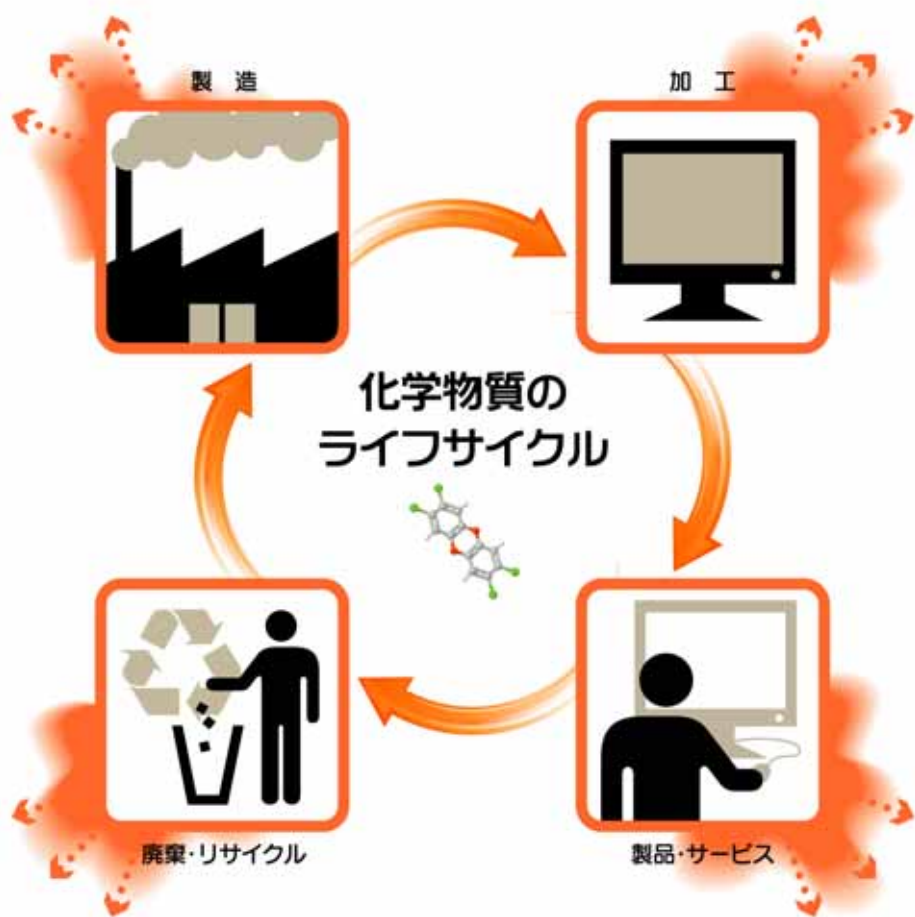 製 造
加 工
化学物質の
ライフサイクル
廃棄・リサイクル
製品・サービス